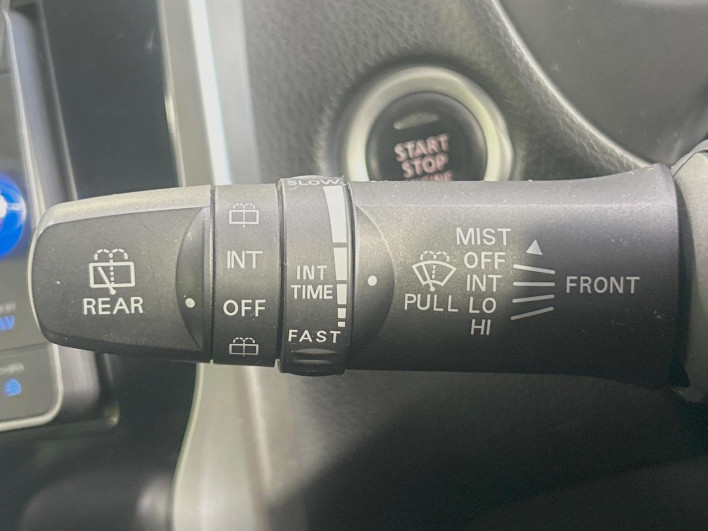 START
STOP
SLOW
REAR
INT
OFF
INT
TIME
FAST
MIST
OFF
INT
PULL LO
HI
FRONT